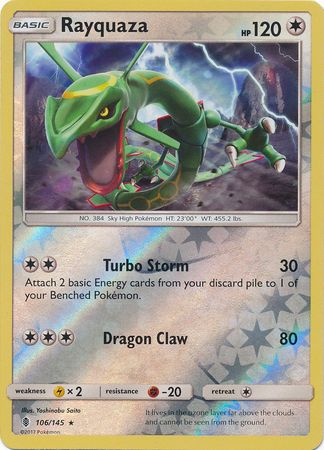 BASIC Rayquaza HP 120
NO. 384 Sky High Pokémon HT: 23'00" WT: 455.2 lbs.
Turbo Storm 30
Attach 2 basic Energy cards from your discard pile to 1 of
your Benched Pokémon.
Dragon Claw 80
weakness × 2 resistance -20 retreat
Illus. Yoshinobu Saito
106/145 ★
©2017 Pokémon
It lives in the ozone layer far above the clouds
and cannot be seen from the ground.